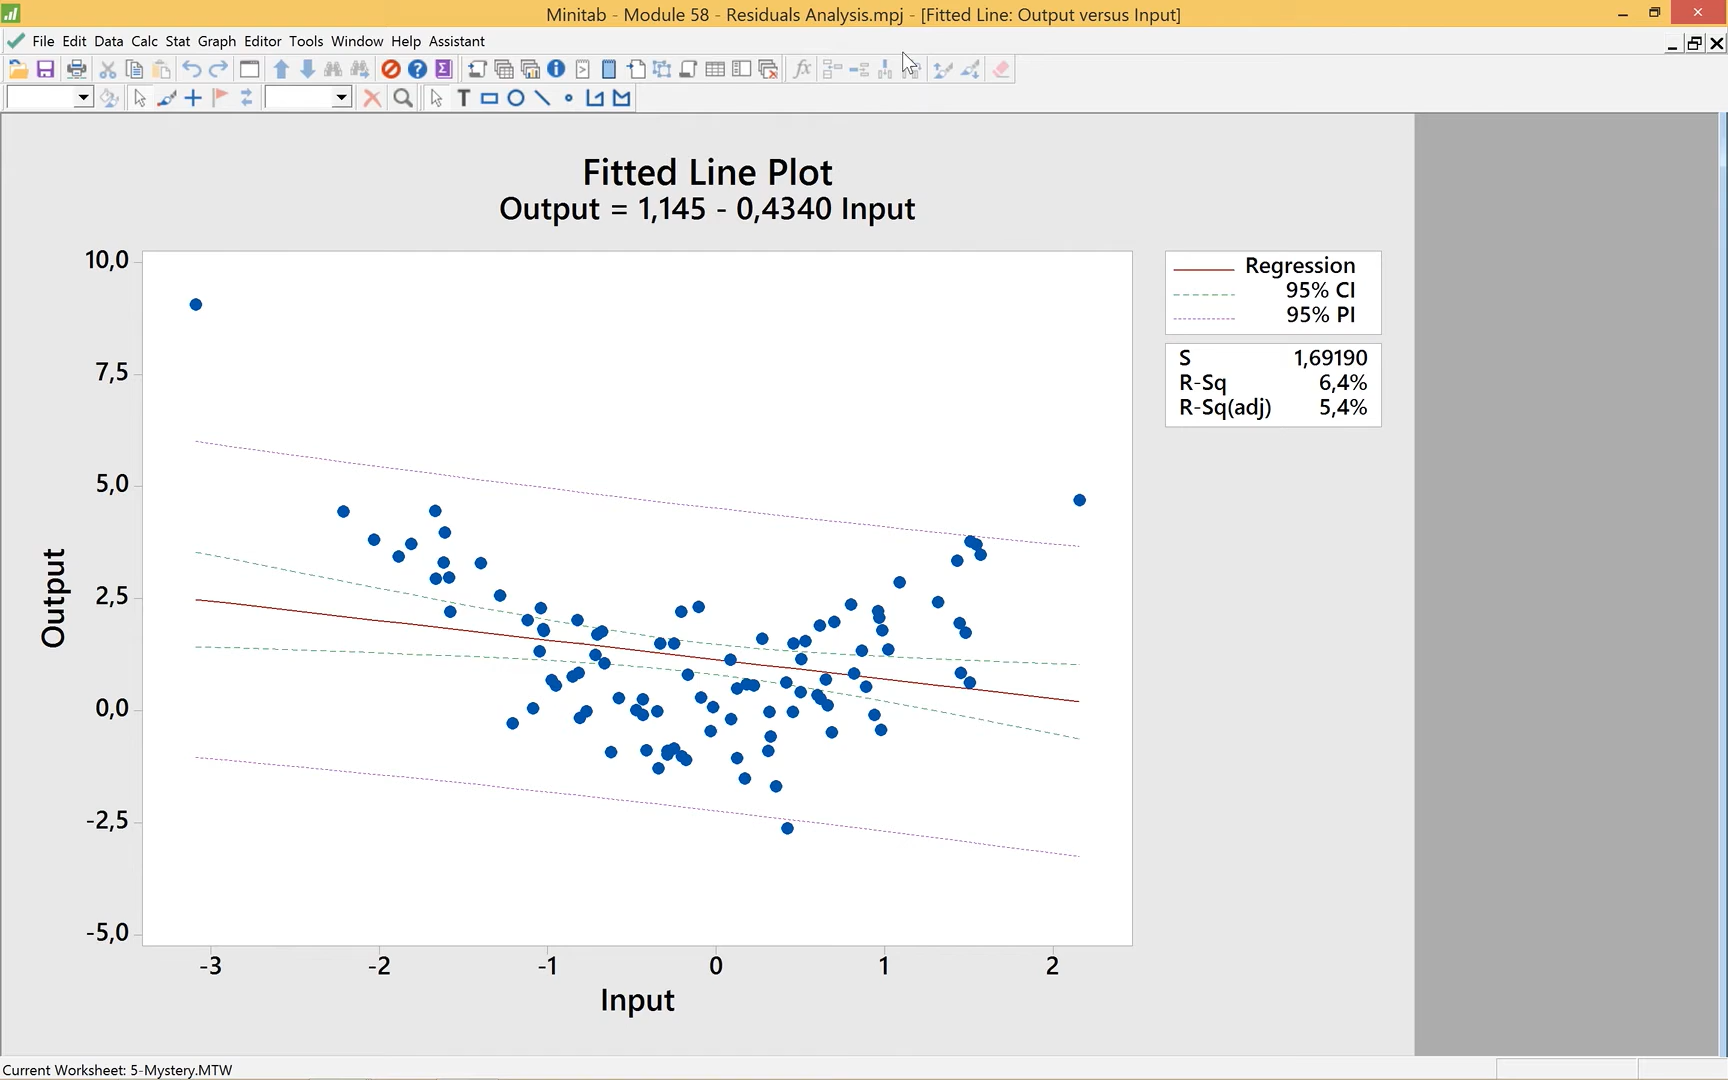 Minitab - Module 58 - Residuals Analysis.mpj - [Fitted Line: Output versus Input]
File Edit Data Calc Stat Graph Editor Tools Window Help Assistant
Fitted Line Plot
Output = 1,145 - 0,4340 Input
10,0
7,5
5,0
2,5
0,0
-2,5
-5,0
Output
-3 -2 -1 0 1 2
Input
Regression
95% CI
95% PI
S 1,69190
R-Sq 6,4%
R-Sq(adj) 5,4%
Current Worksheet: 5-Mystery.MTW